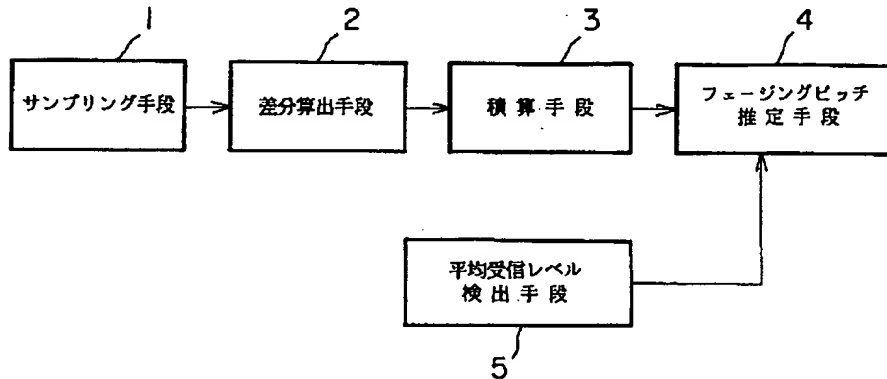 1
2
3
4
サンプリング手段
差分算出手段
積算手段
フェージングピッチ
推定手段
平均受信レベル
検出手段
5